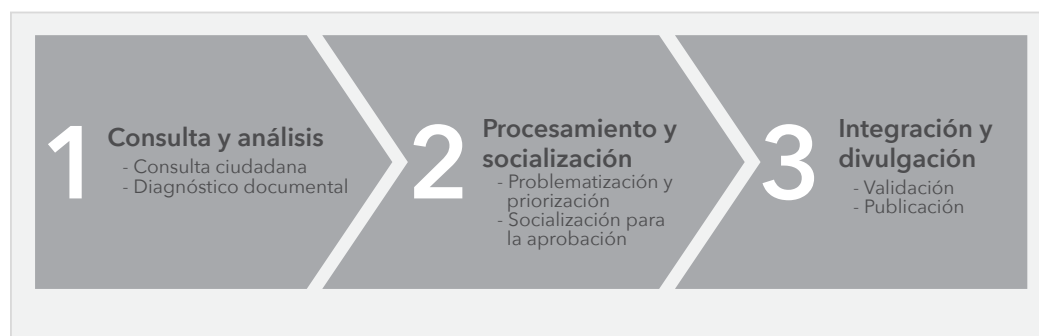 1
Consulta y análisis
- Consulta ciudadana
- Diagnóstico documental
2
Procesamiento y
socialización
- Problematización y
priorización
- Socialización para
la aprobación
3
Integración y
divulgación
- Validación
- Publicación